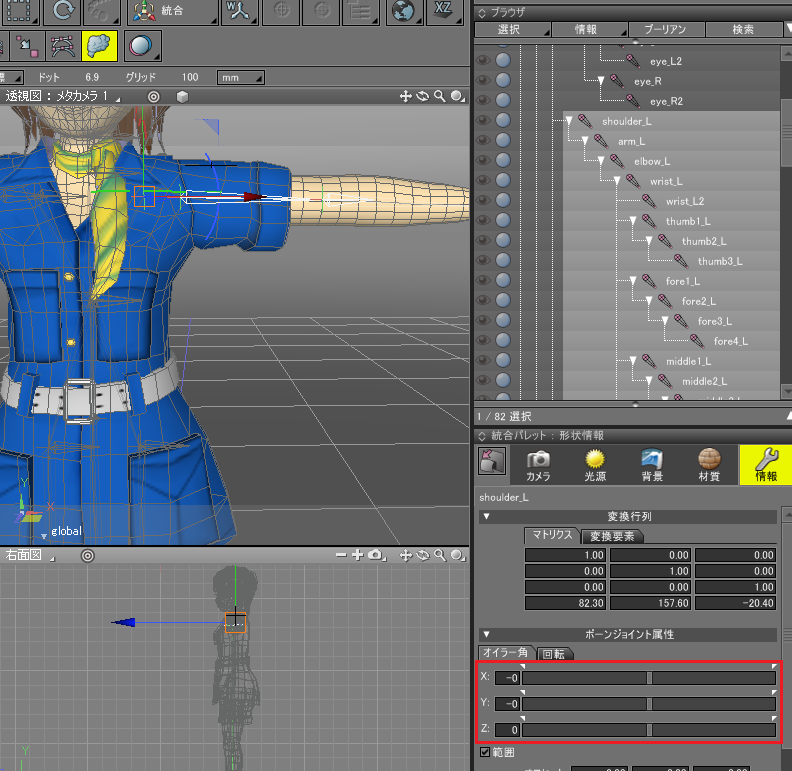 統合
XZ
ドット 6.9 グリッド 100 mm
透視図 : メタカメラ 1
global
右面図
ブラウザ
選択 情報 ブーリアン 検索
eye_L2
eye_R
eye_R2
shoulder_L
arm_L
elbow_L
wrist_L
wrist_L2
thumb1_L
thumb2_L
thumb3_L
fore1_L
fore2_L
fore3_L
fore4_L
middle1_L
middle2_L
1 / 82 選択
統合パレット : 形状情報
カメラ 光源 背景 材質 情報
shoulder_L
変換行列
マトリクス 変換要素
1.00 0.00 0.00
0.00 1.00 0.00
0.00 0.00 1.00
82.30 157.60 −20.40
ボーンジョイント属性
オイラー角 回転
X: −0
Y: −0
Z: 0
範囲